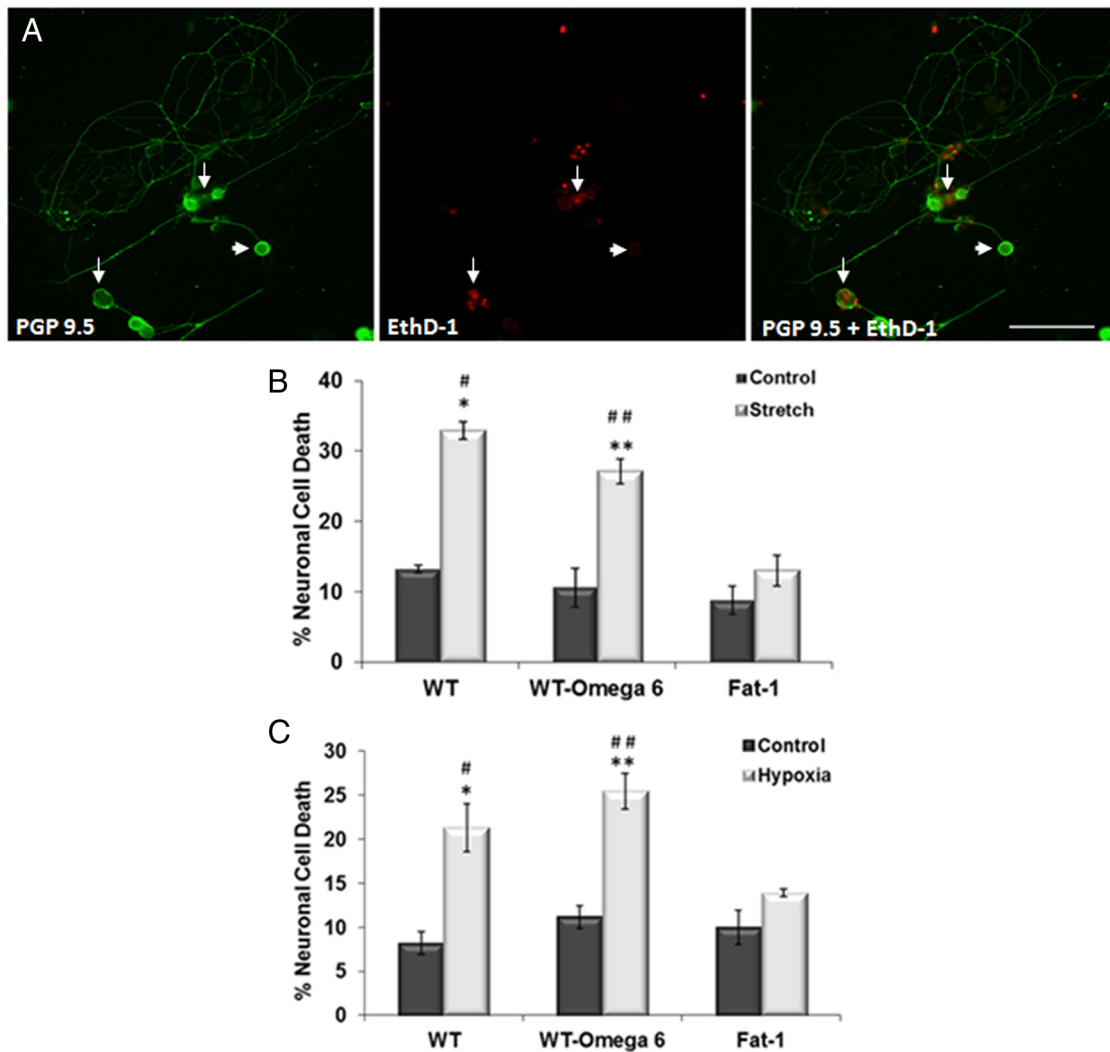 A
PGP 9.5
EthD-1
PGP 9.5 + EthD-1
B
% Neuronal Cell Death
40
30
20
10
0
Control
Stretch
#
*
# #
**
WT
WT-Omega 6
Fat-1
C
% Neuronal Cell Death
30
25
20
15
10
5
0
Control
Hypoxia
#
*
# #
**
WT
WT-Omega 6
Fat-1